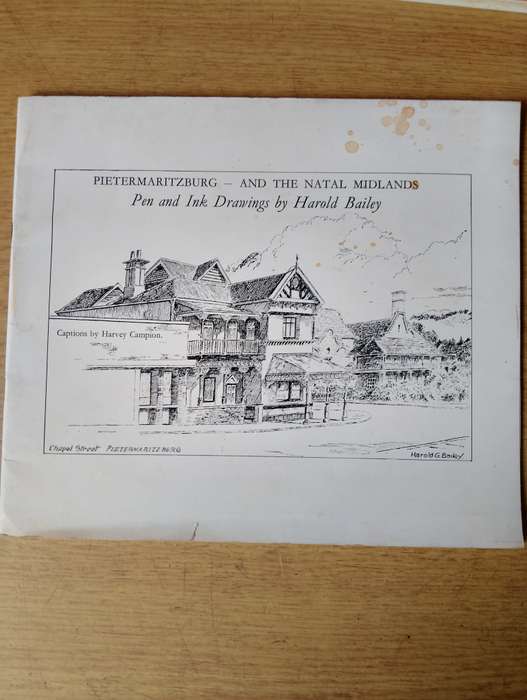 PIETERMARITZBURG – AND THE NATAL MIDLANDS
Pen and Ink Drawings by Harold Bailey
Captions by Harvey Campion.
Chapel Street PIETERMARITZBURG
Harold G. Bailey